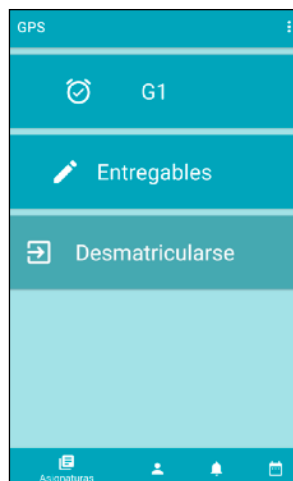 GPS
G1
Entregables
Desmatricularse
Asignaturas